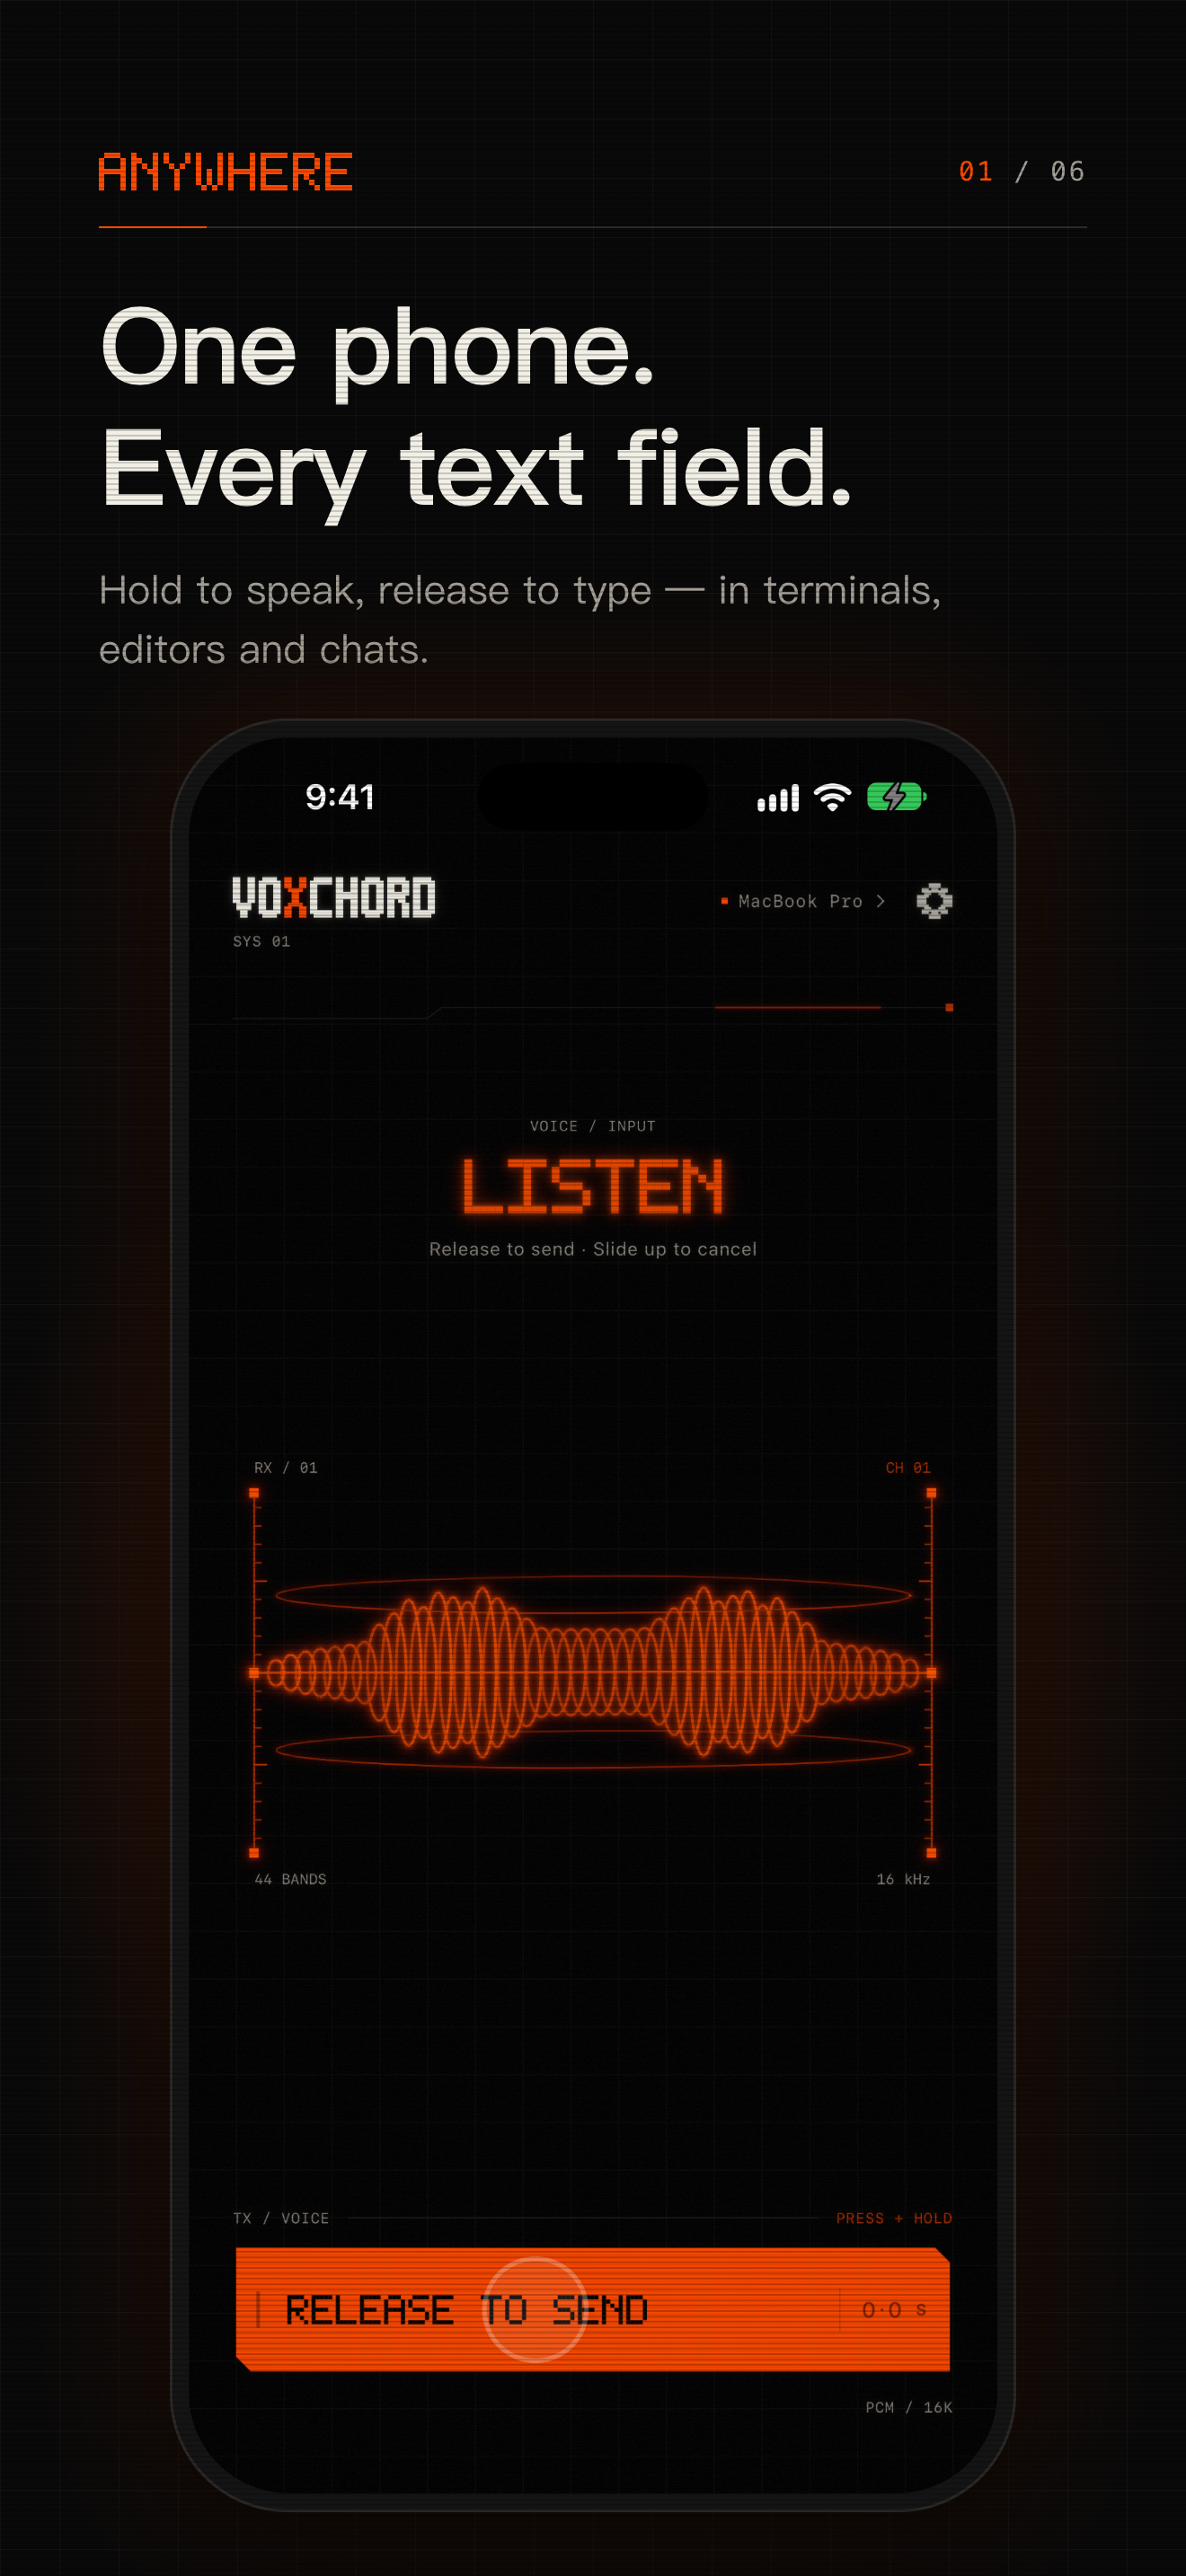 ANYWHERE
01 / 06
One phone.
Every text field.
Hold to speak, release to type — in terminals,
editors and chats.
9:41
VOXCHORD
MacBook Pro >
SYS 01
VOICE / INPUT
LISTEN
Release to send · Slide up to cancel
RX / 01
CH 01
44 BANDS
16 kHz
TX / VOICE
PRESS + HOLD
RELEASE TO SEND
0·0 s
PCM / 16K